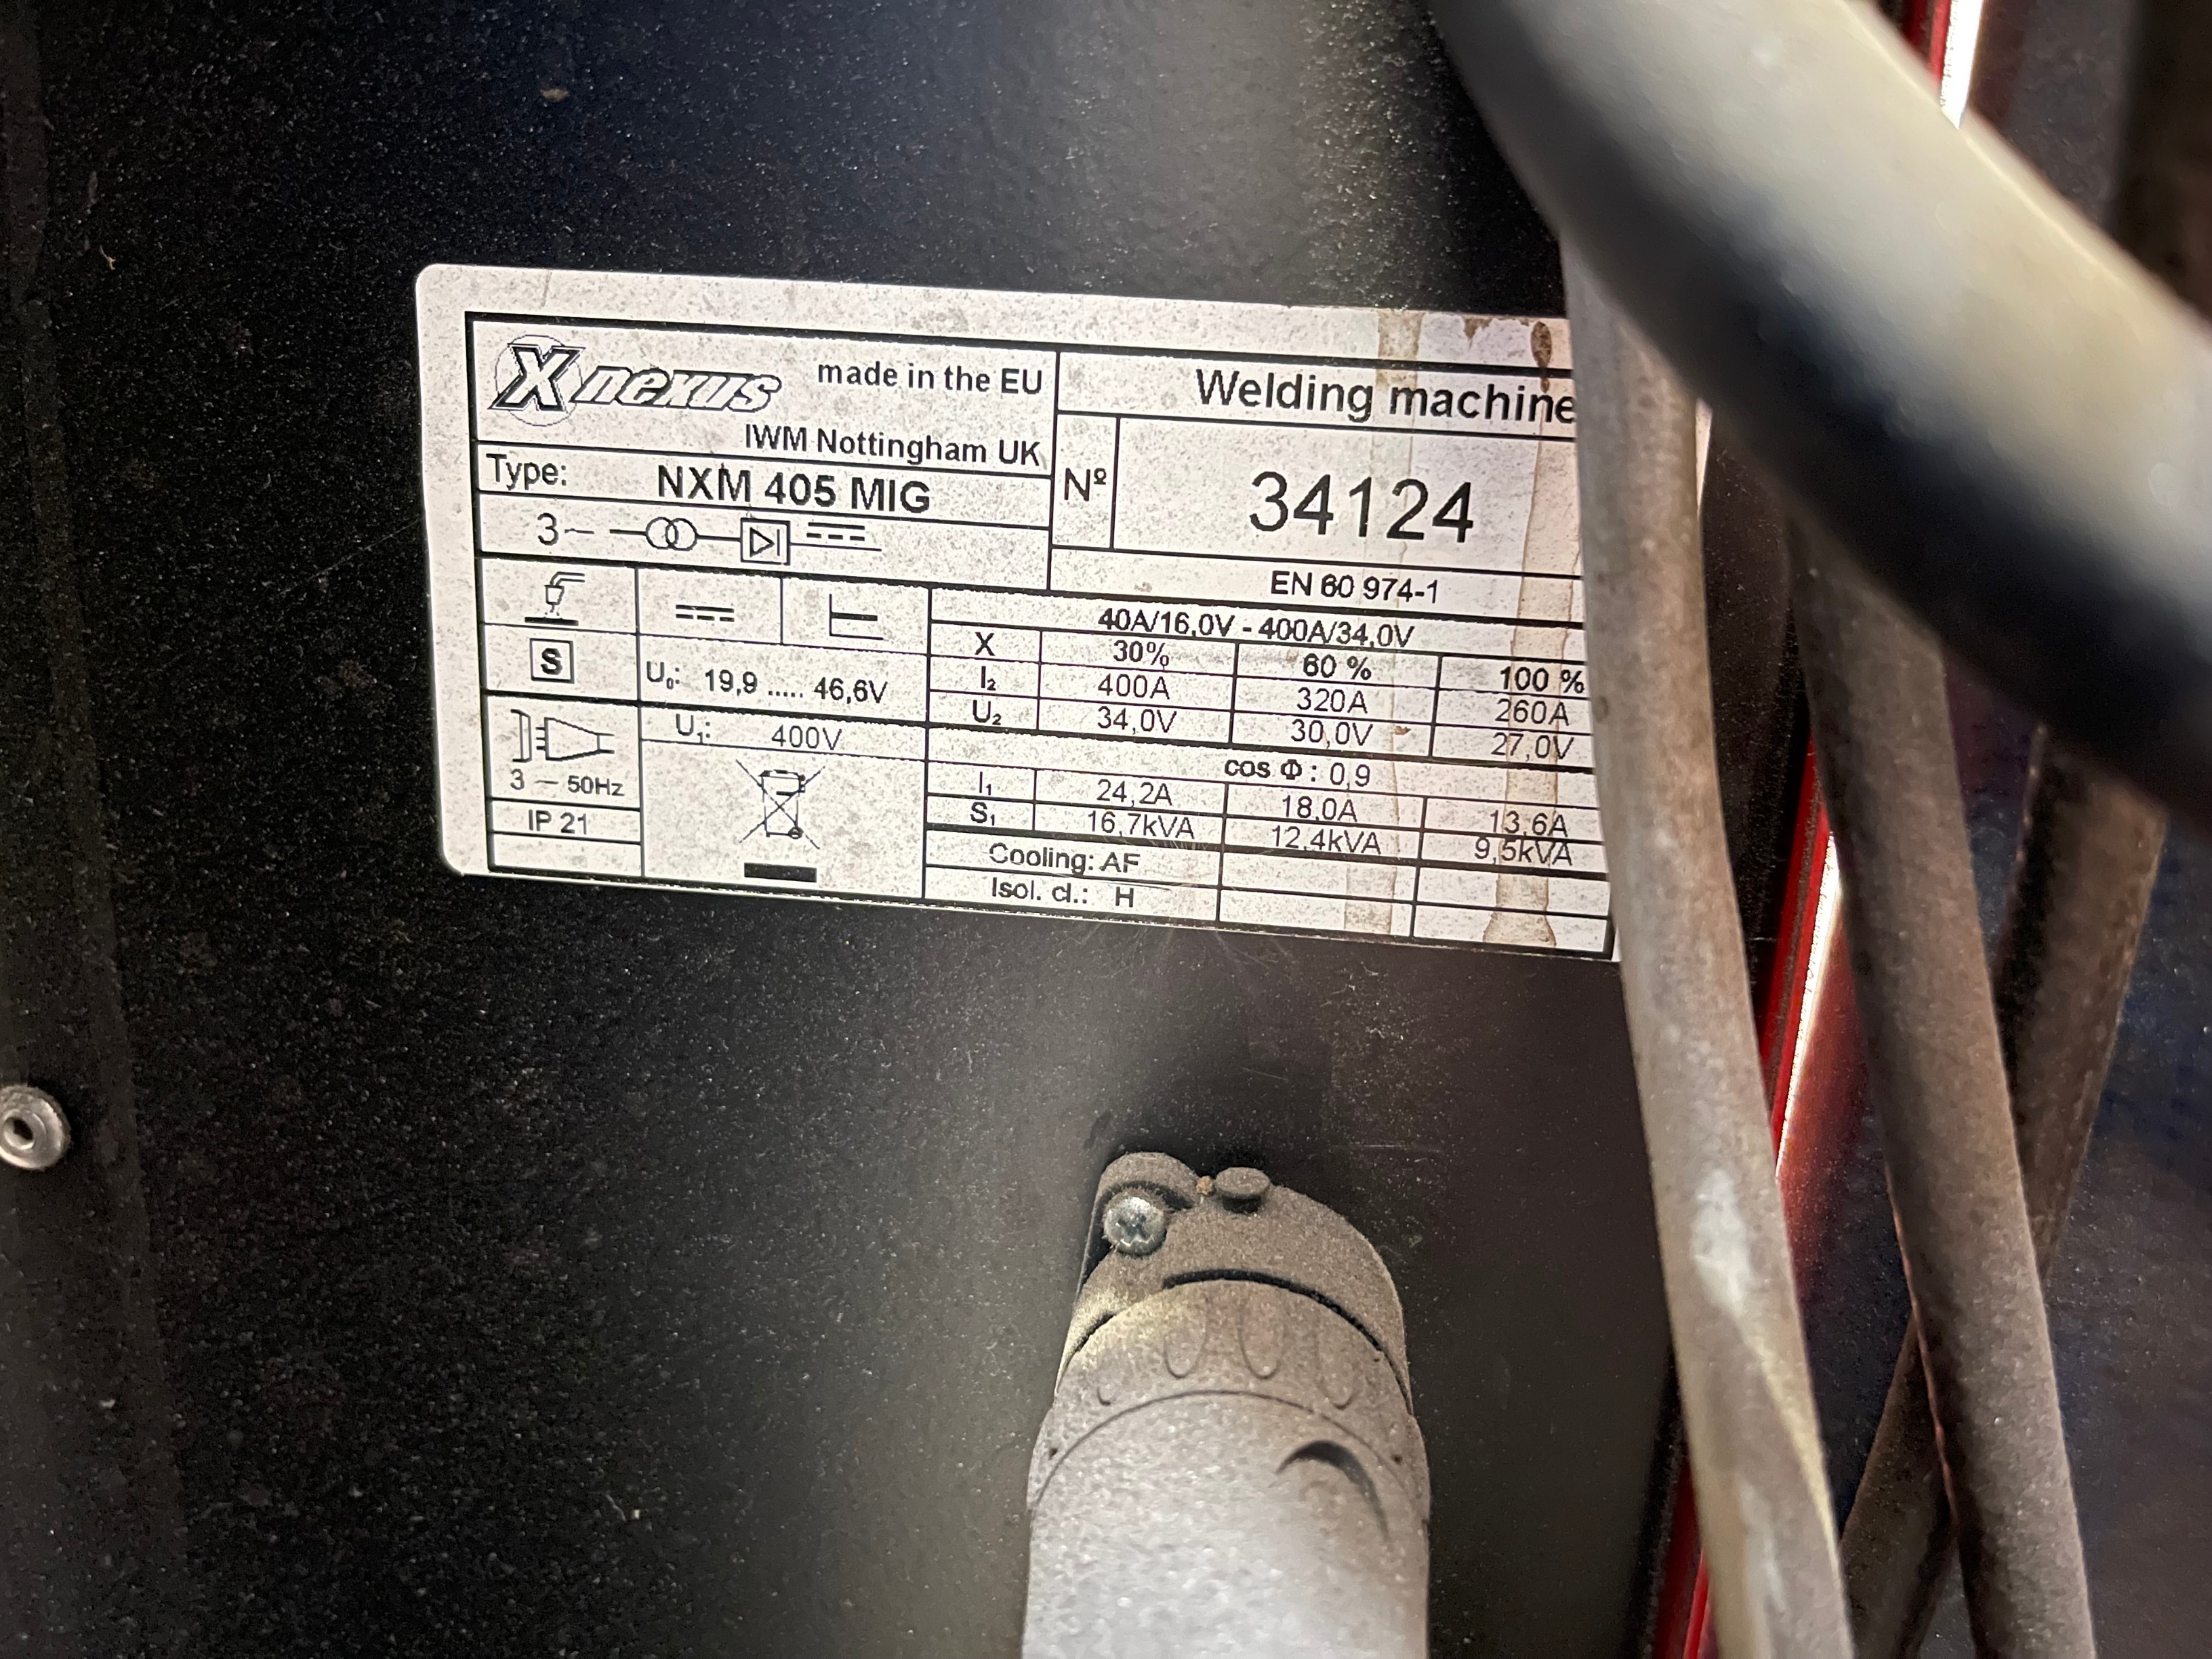 X nexus made in the EU
IWM Nottingham UK
Type: NXM 405 MIG
3~
Welding machine
Nº 34124
EN 60 974-1
S
U₀: 19,9 ..... 46,6V
U₁: 400V
3 ~ 50Hz
IP 21
40A/16,0V - 400A/34,0V
X 30% 60 % 100 %
I₂ 400A 320A 260A
U₂ 34,0V 30,0V 27,0V
cos Φ : 0,9
I₁ 24,2A 18,0A 13,6A
S₁ 16,7kVA 12,4kVA 9,5kVA
Cooling: AF
Isol. cl.: H